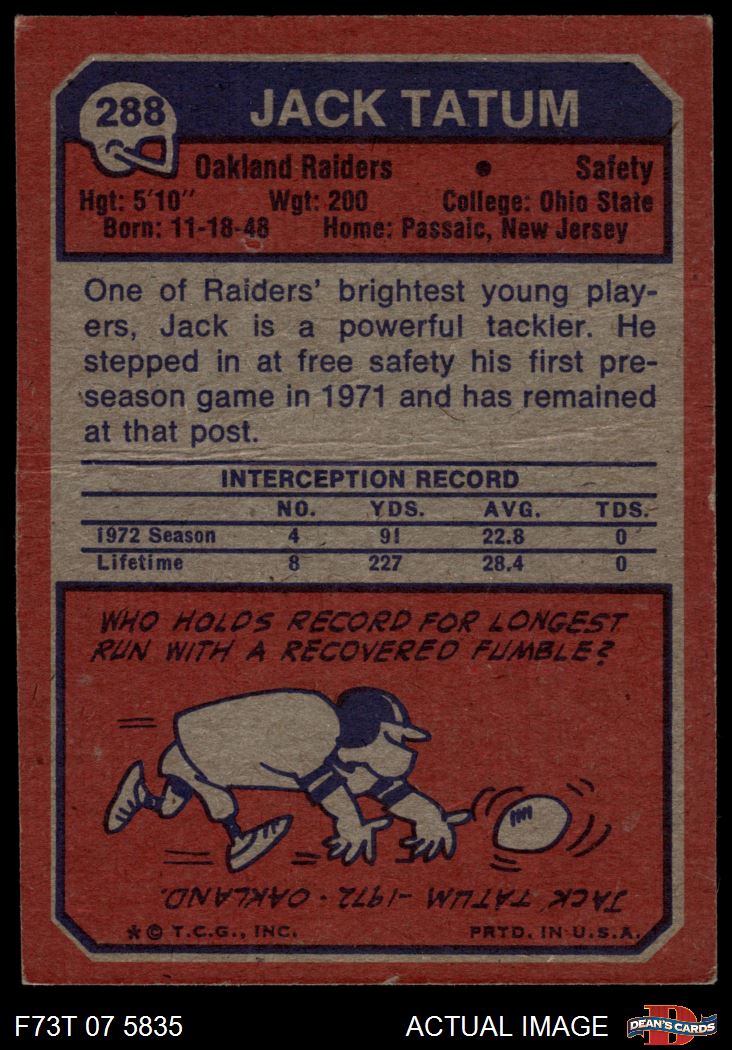 288
JACK TATUM
Oakland Raiders • Safety
Hgt: 5'10" Wgt: 200 College: Ohio State
Born: 11-18-48 Home: Passaic, New Jersey
One of Raiders' brightest young play-
ers, Jack is a powerful tackler. He
stepped in at free safety his first pre-
season game in 1971 and has remained
at that post.
INTERCEPTION RECORD
NO. YDS. AVG. TDS.
1972 Season 4 91 22.8 0
Lifetime 8 227 28.4 0
WHO HOLDS RECORD FOR LONGEST
RUN WITH A RECOVERED FUMBLE?
JACK TATUM -1972 - OAKLAND.
* © T.C.G., INC. PRTD. IN U.S.A.
F73T 07 5835 ACTUAL IMAGE
D
DEAN'S CARDS